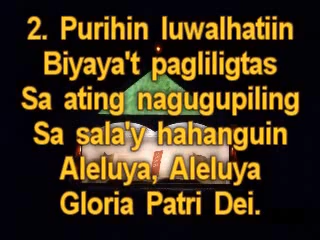 2. Purihin luwalhatiin
Biyaya't pagliligtas
Sa ating nagugupiling
Sa sala'y hahanguin
Aleluya, Aleluya
Gloria Patri Dei.